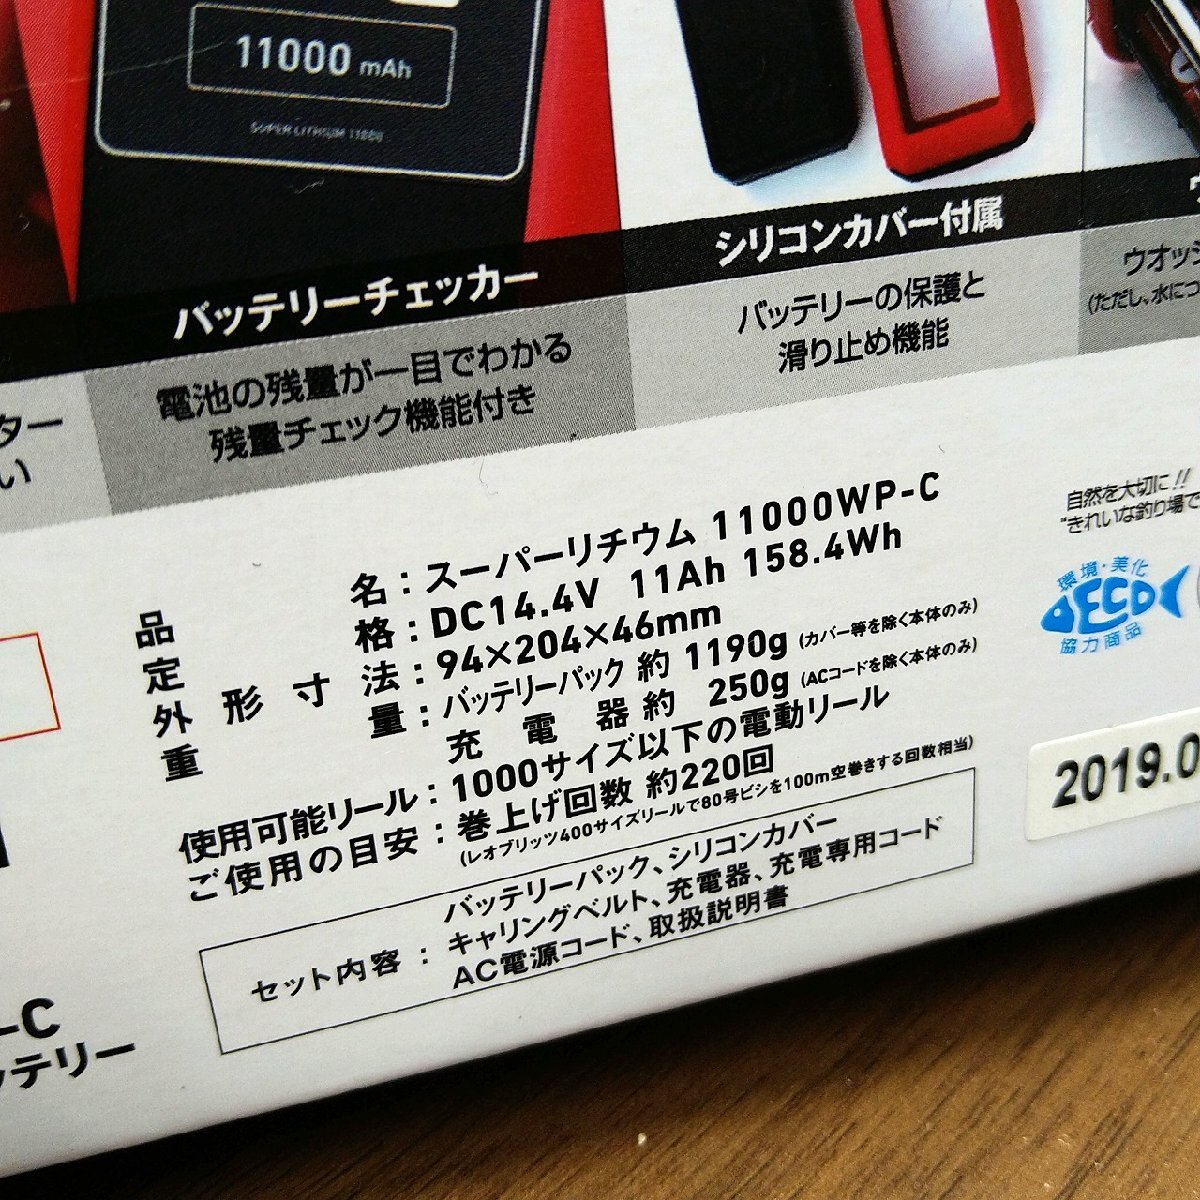 11000 mAh
SUPER LITHIUM 11000
バッテリーチェッカー
電池の残量が一目でわかる
残量チェック機能付き
シリコンカバー付属
バッテリーの保護と
滑り止め機能
ウオッシ
(ただし、水につ
ター
い
自然を大切に!!
"きれいな釣り場で
環境・美化
AECO
協力商品
品名:スーパーリチウム 11000WP-C
定格:DC14.4V 11Ah 158.4Wh
外形寸法:94×204×46mm
重量:バッテリーパック 約 1190g (カバー等を除く本体のみ)
充電器 約 250g (ACコードを除く本体のみ)
使用可能リール:1000サイズ以下の電動リール
ご使用の目安:巻上げ回数 約220回
(レオブリッツ400サイズリールで80号ビシを100m空巻きする回数相当)
セット内容:バッテリーパック、シリコンカバー
キャリングベルト、充電器、充電専用コード
AC電源コード、取扱説明書
2019.0
-C
ッテリー